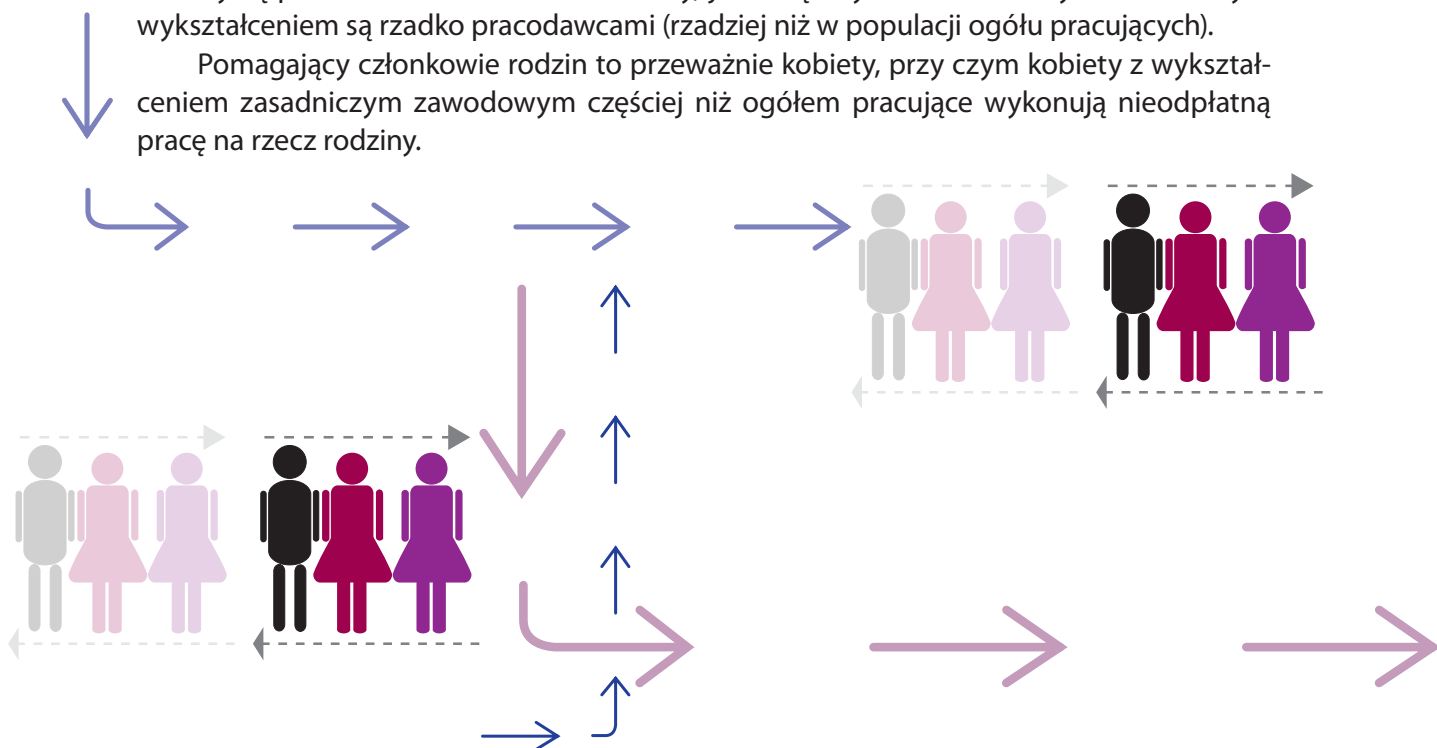 wykształceniem są rzadko pracodawcami (rzadziej niż w populacji ogółu pracujących).
Pomagający członkowie rodzin to przeważnie kobiety, przy czym kobiety z wykształ-
ceniem zasadniczym zawodowym częściej niż ogółem pracujące wykonują nieodpłatną
pracę na rzecz rodziny.